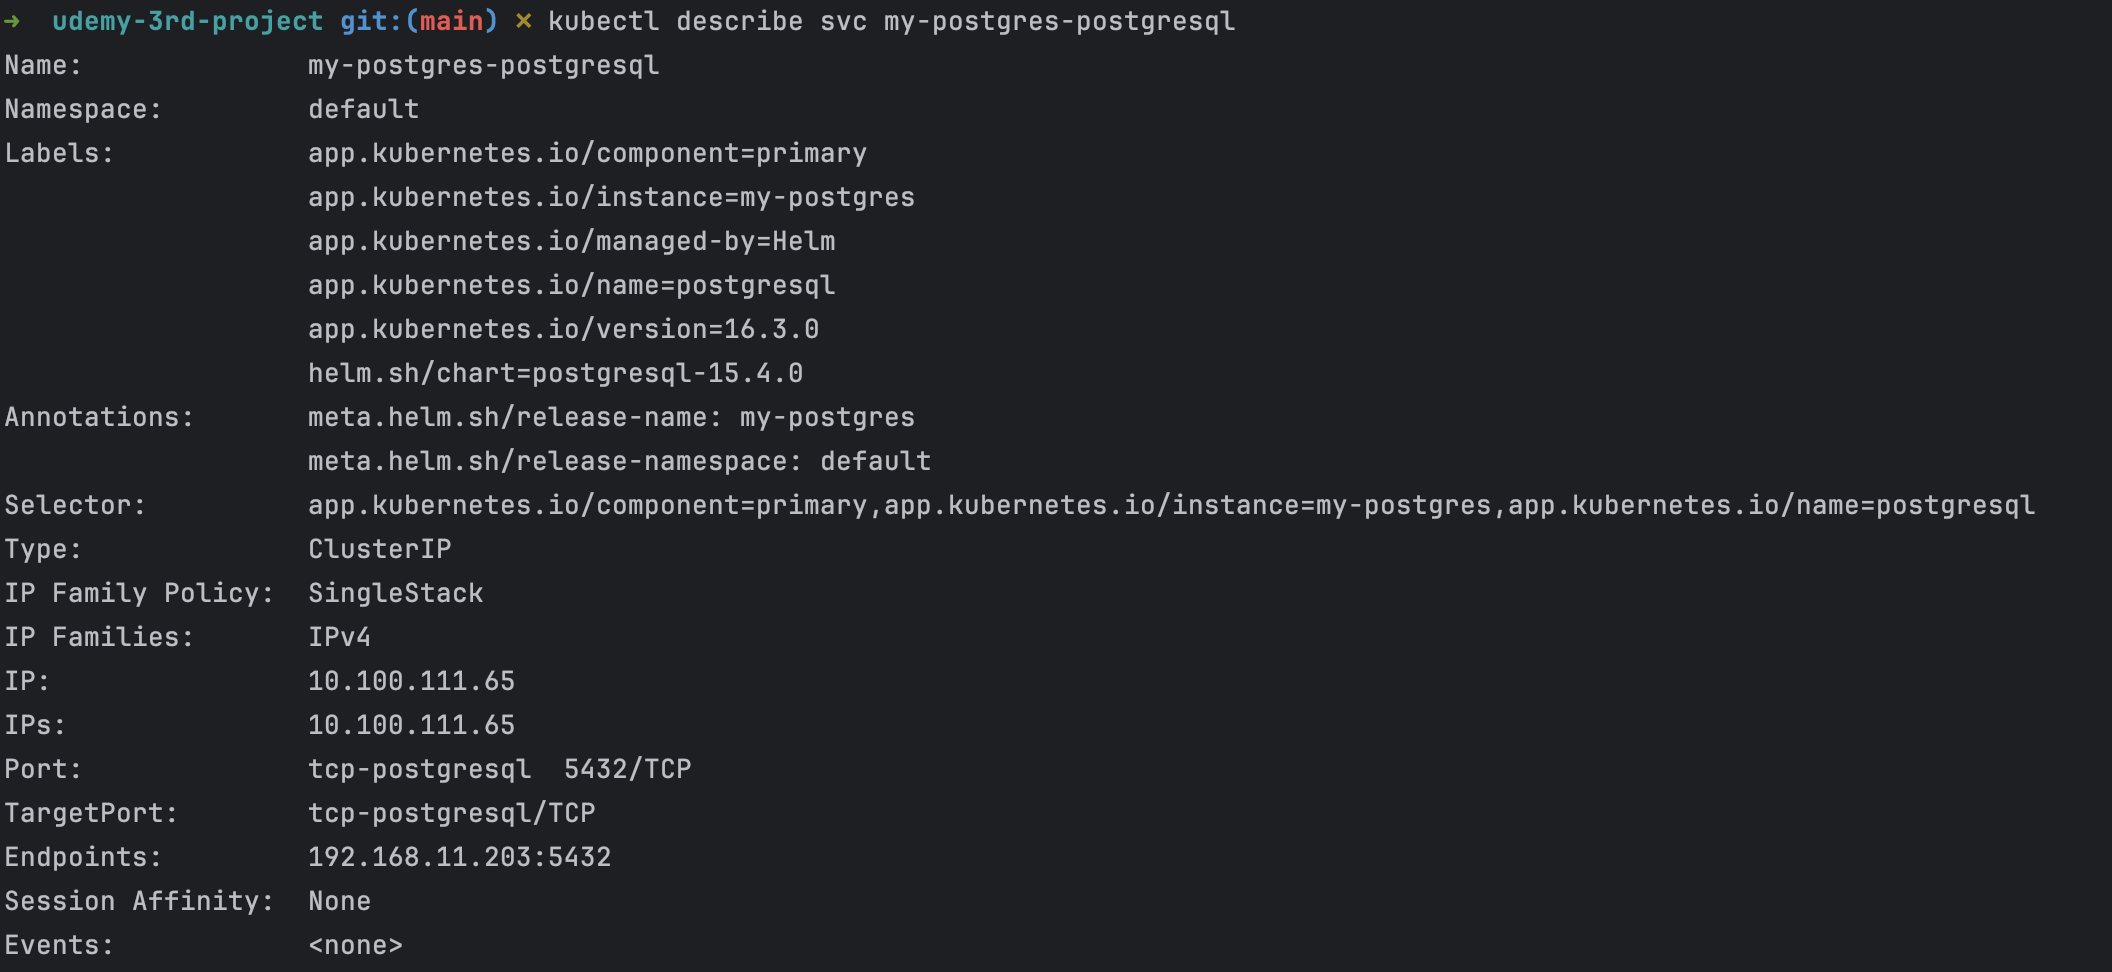 ➜  udemy-3rd-project git:(main) ✗ kubectl describe svc my-postgres-postgresql
Name:              my-postgres-postgresql
Namespace:         default
Labels:            app.kubernetes.io/component=primary
                   app.kubernetes.io/instance=my-postgres
                   app.kubernetes.io/managed-by=Helm
                   app.kubernetes.io/name=postgresql
                   app.kubernetes.io/version=16.3.0
                   helm.sh/chart=postgresql-15.4.0
Annotations:       meta.helm.sh/release-name: my-postgres
                   meta.helm.sh/release-namespace: default
Selector:          app.kubernetes.io/component=primary,app.kubernetes.io/instance=my-postgres,app.kubernetes.io/name=postgresql
Type:              ClusterIP
IP Family Policy:  SingleStack
IP Families:       IPv4
IP:                10.100.111.65
IPs:               10.100.111.65
Port:              tcp-postgresql  5432/TCP
TargetPort:        tcp-postgresql/TCP
Endpoints:         192.168.11.203:5432
Session Affinity:  None
Events:            <none>